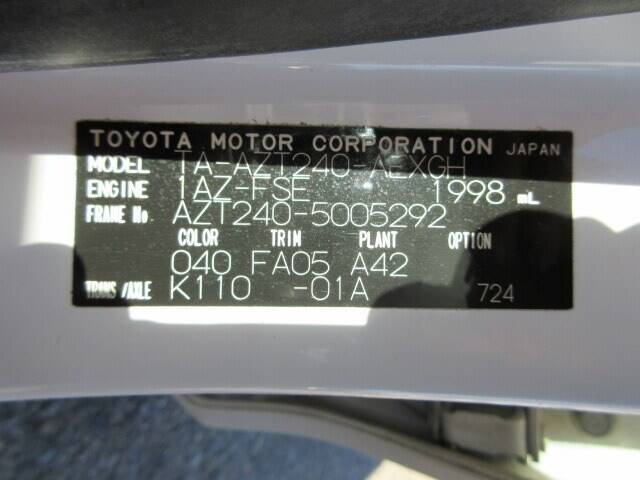 TOYOTA MOTOR CORPORATION JAPAN
MODEL TA-AZT240-AEXGH
ENGINE 1AZ-FSE 1998 mL
FRAME No. AZT240-5005292
COLOR TRIM PLANT OPTION
040 FA05 A42
TRANS/AXLE K110 -01A 724